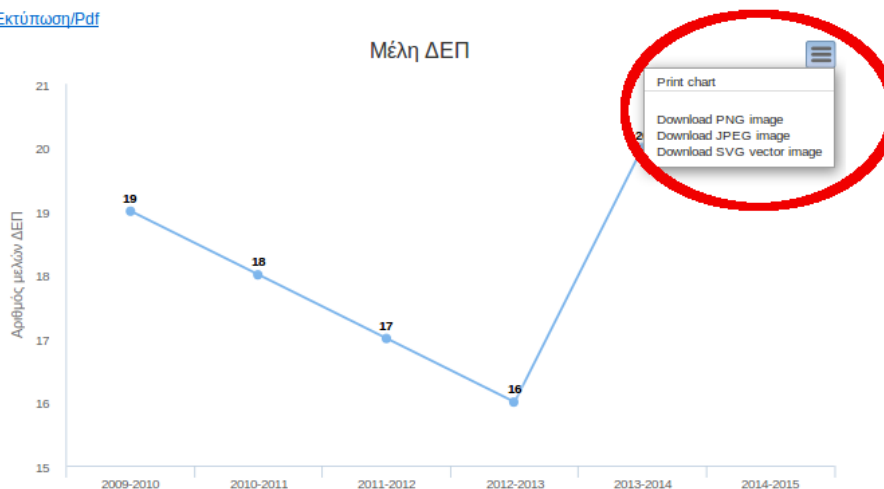 Εκτύπωση/Pdf
Μέλη ΔΕΠ
Print chart
Download PNG image
Download JPEG image
Download SVG vector image
Αριθμός μελών ΔΕΠ
21
20
19
18
17
16
15
19
18
17
16
2009-2010
2010-2011
2011-2012
2012-2013
2013-2014
2014-2015